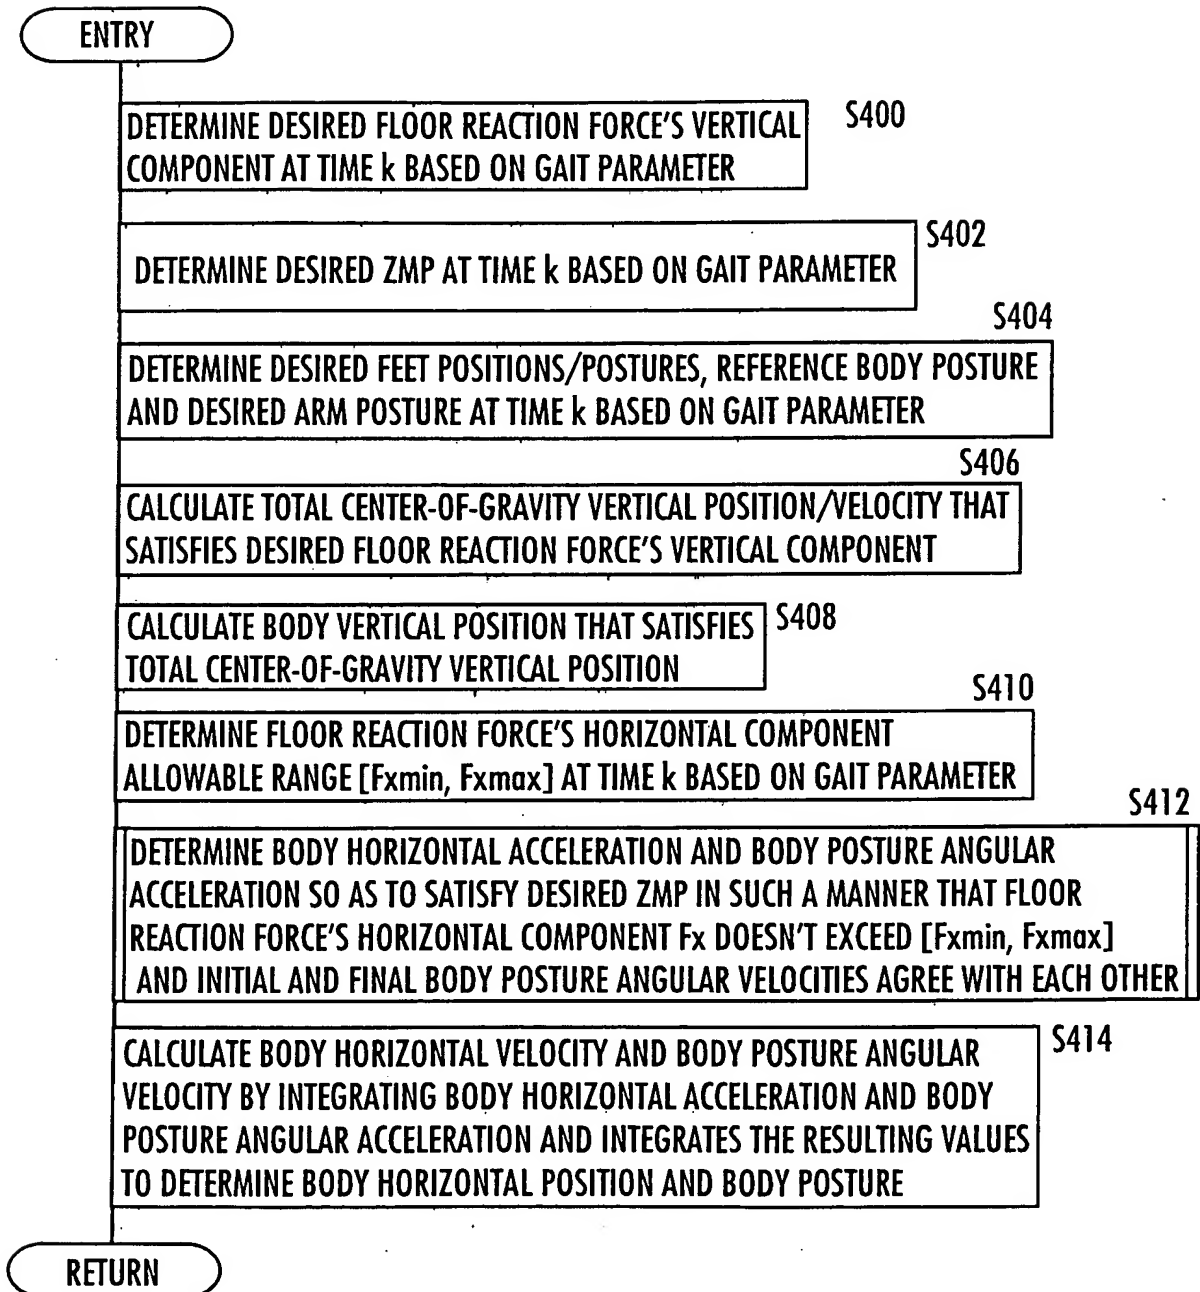 ENTRY
S400
DETERMINE DESIRED FLOOR REACTION FORCE'S VERTICAL
COMPONENT AT TIME k BASED ON GAIT PARAMETER
S402
DETERMINE DESIRED ZMP AT TIME k BASED ON GAIT PARAMETER
S404
DETERMINE DESIRED FEET POSITIONS/POSTURES, REFERENCE BODY POSTURE
AND DESIRED ARM POSTURE AT TIME k BASED ON GAIT PARAMETER
S406
CALCULATE TOTAL CENTER-OF-GRAVITY VERTICAL POSITION/VELOCITY THAT
SATISFIES DESIRED FLOOR REACTION FORCE'S VERTICAL COMPONENT
S408
CALCULATE BODY VERTICAL POSITION THAT SATISFIES
TOTAL CENTER-OF-GRAVITY VERTICAL POSITION
S410
DETERMINE FLOOR REACTION FORCE'S HORIZONTAL COMPONENT
ALLOWABLE RANGE [Fxmin, Fxmax] AT TIME k BASED ON GAIT PARAMETER
S412
DETERMINE BODY HORIZONTAL ACCELERATION AND BODY POSTURE ANGULAR
ACCELERATION SO AS TO SATISFY DESIRED ZMP IN SUCH A MANNER THAT FLOOR
REACTION FORCE'S HORIZONTAL COMPONENT Fx DOESN'T EXCEED [Fxmin, Fxmax]
AND INITIAL AND FINAL BODY POSTURE ANGULAR VELOCITIES AGREE WITH EACH OTHER
S414
CALCULATE BODY HORIZONTAL VELOCITY AND BODY POSTURE ANGULAR
VELOCITY BY INTEGRATING BODY HORIZONTAL ACCELERATION AND BODY
POSTURE ANGULAR ACCELERATION AND INTEGRATES THE RESULTING VALUES
TO DETERMINE BODY HORIZONTAL POSITION AND BODY POSTURE
RETURN